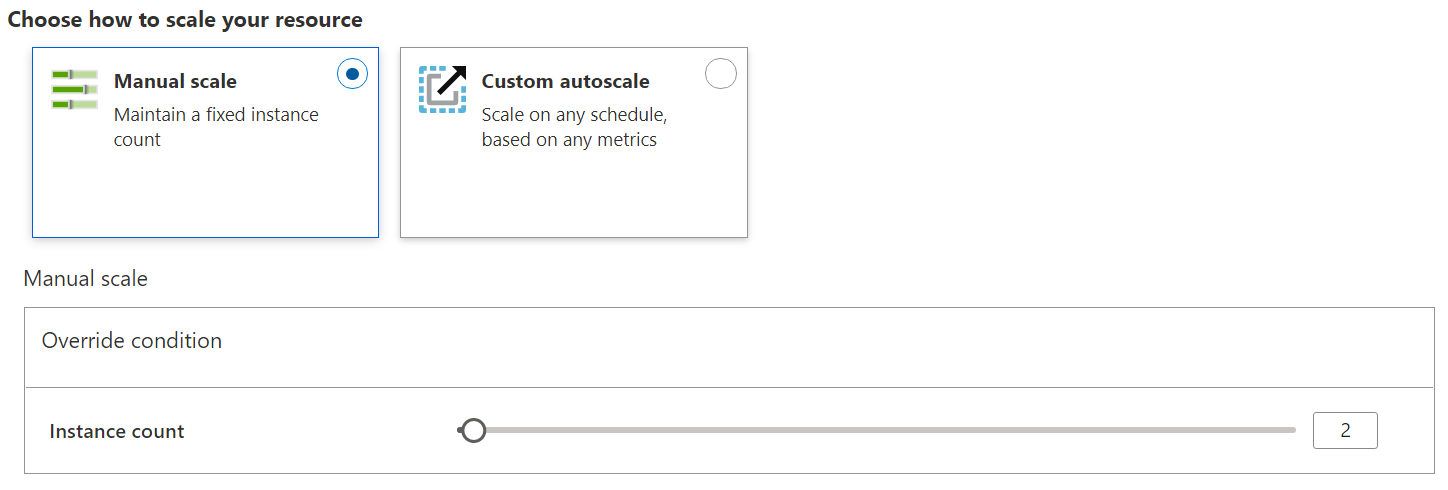 Choose how to scale your resource
Manual scale
Maintain a fixed instance
count
Custom autoscale
Scale on any schedule,
based on any metrics
Manual scale
Override condition
Instance count
2